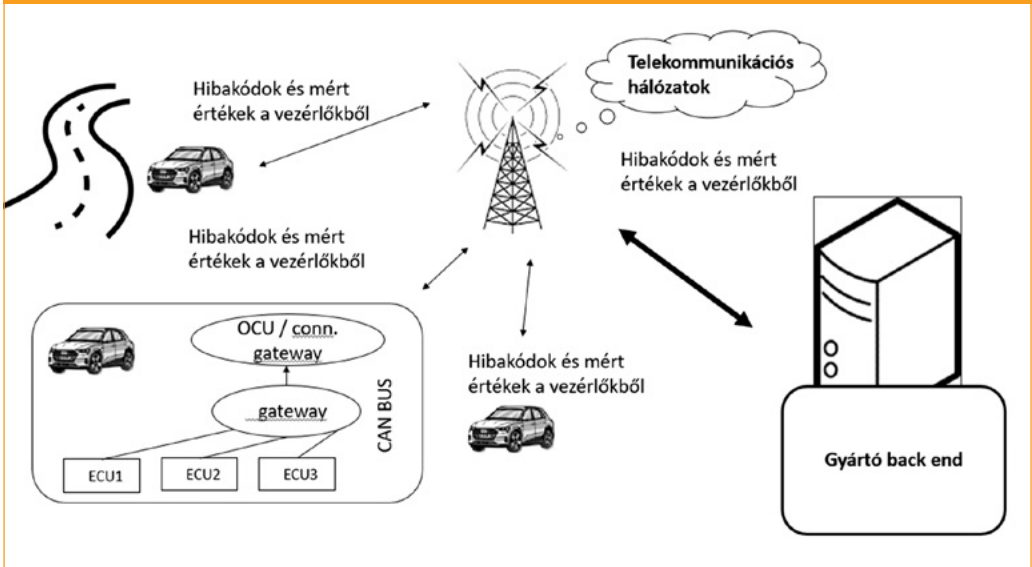 Telekommunikációs
hálózatok
Hibakódok és mért
értékek a vezérlőkből
Hibakódok és mért
értékek a vezérlőkből
Hibakódok és mért
értékek a vezérlőkből
OCU / conn.
gateway
gateway
CAN BUS
ECU1
ECU2
ECU3
Hibakódok és mért
értékek a vezérlőkből
Gyártó back end